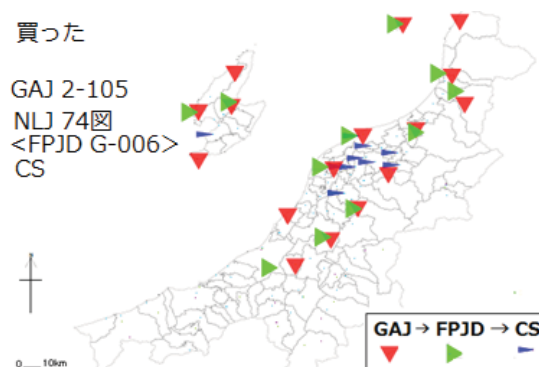 買った
GAJ 2-105
NLJ 74図
<FPJD G-006>
CS
GAJ→FPJD→CS
0 10km